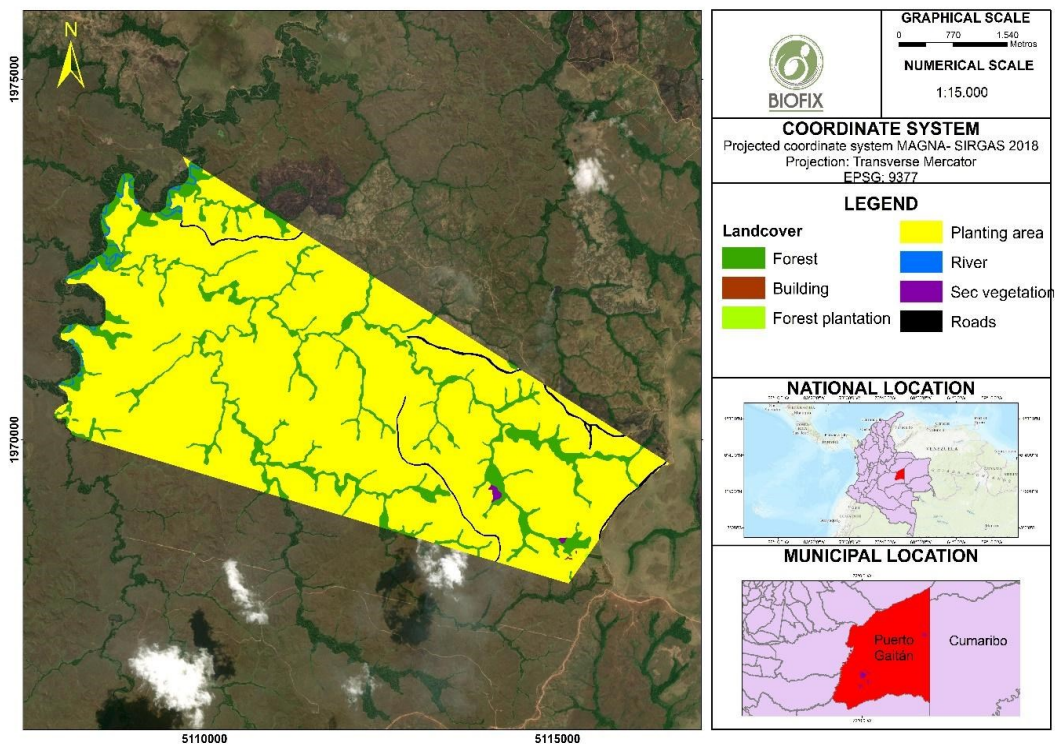 N
1975000
1970000
5110000
5115000
BIOFIX
GRAPHICAL SCALE
0 770 1.540
Metros
NUMERICAL SCALE
1:15.000
COORDINATE SYSTEM
Projected coordinate system MAGNA- SIRGAS 2018
Projection: Transverse Mercator
EPSG: 9377
LEGEND
Landcover
Forest
Building
Forest plantation
Planting area
River
Sec vegetation
Roads
NATIONAL LOCATION
VENEZUELA
MUNICIPAL LOCATION
Puerto
Gaitán
Cumaribo